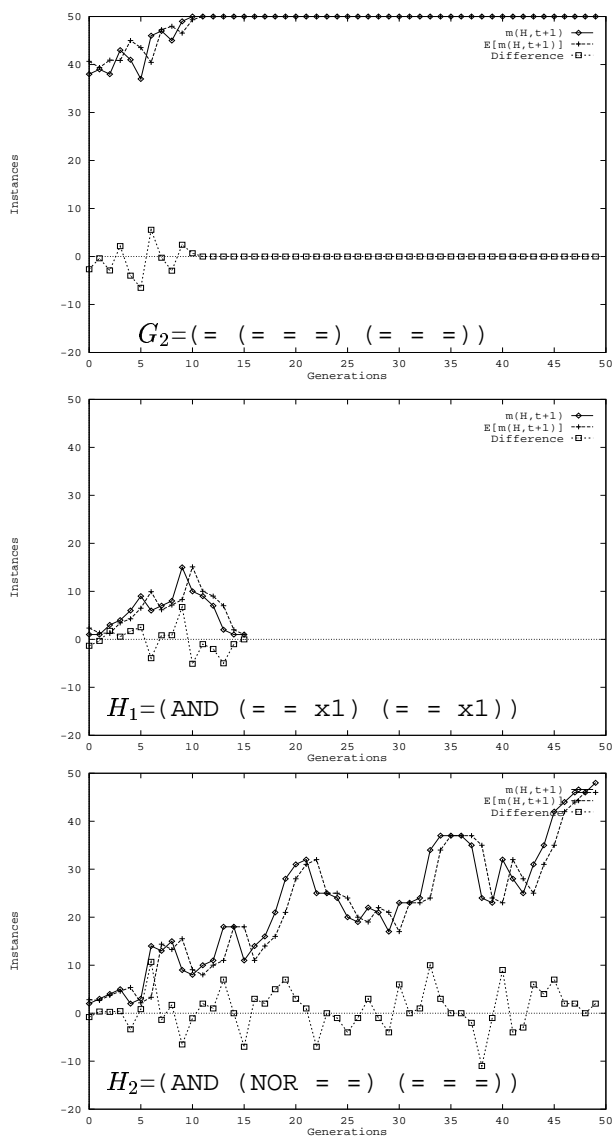 50
m(H,t+1)
E[m(H,t+1)]
40
Difference
30
Instances
20
10
0
-10
G₂=(= (= = =) (= = =))
-20
0 5 10 15 20 25 30 35 40 45 50
Generations
50
m(H,t+1)
E[m(H,t+1)]
Difference
40
30
Instances
20
10
0
-10
H₁=(AND (= = x1) (= = x1))
-20
0 5 10 15 20 25 30 35 40 45 50
Generations
50
m(H,t+1)
E[m(H,t+1)]
Difference
40
30
Instances
20
10
0
-10
H₂=(AND (NOR = =) (= = =))
-20
0 5 10 15 20 25 30 35 40 45 50
Generations